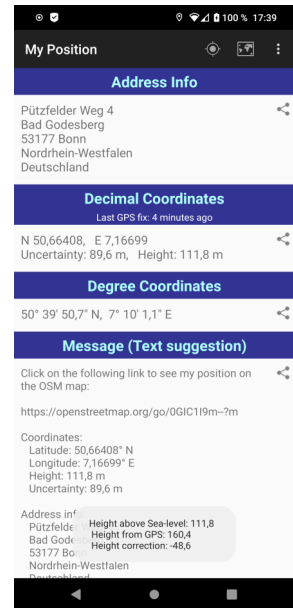 100 % 17:39
My Position
Address Info
Pützfelder Weg 4
Bad Godesberg
53177 Bonn
Nordrhein-Westfalen
Deutschland
Decimal Coordinates
Last GPS fix: 4 minutes ago
N 50,66408, E 7,16699
Uncertainty: 89,6 m, Height: 111,8 m
Degree Coordinates
50° 39' 50,7" N, 7° 10' 1,1" E
Message (Text suggestion)
Click on the following link to see my position on
the OSM map:
https://openstreetmap.org/go/0GIC1I9m--?m
Coordinates:
Latitude: 50,66408° N
Longitude: 7,16699° E
Height: 111,8 m
Uncertainty: 89,6 m
Address info:
Pützfelde
Bad Gode
53177 Bo
Nordrhein-Westfalen
Deutschland
Height above Sea-level: 111,8
Height from GPS: 160,4
Height correction: -48,6